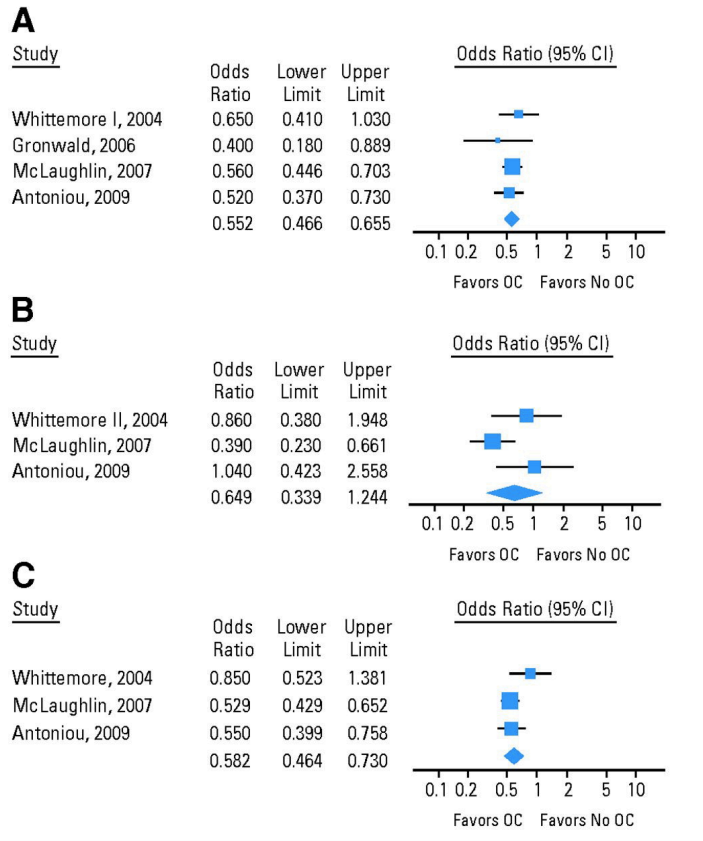 A
Study Odds Ratio (95% CI)
Odds Lower Upper
Ratio Limit Limit
Whittemore I, 2004 0.650 0.410 1.030
Gronwald, 2006 0.400 0.180 0.889
McLaughlin, 2007 0.560 0.446 0.703
Antoniou, 2009 0.520 0.370 0.730
0.552 0.466 0.655
0.1 0.2 0.5 1 2 5 10
Favors OC Favors No OC
B
Study Odds Ratio (95% CI)
Odds Lower Upper
Ratio Limit Limit
Whittemore II, 2004 0.860 0.380 1.948
McLaughlin, 2007 0.390 0.230 0.661
Antoniou, 2009 1.040 0.423 2.558
0.649 0.339 1.244
0.1 0.2 0.5 1 2 5 10
Favors OC Favors No OC
C
Study Odds Ratio (95% CI)
Odds Lower Upper
Ratio Limit Limit
Whittemore, 2004 0.850 0.523 1.381
McLaughlin, 2007 0.529 0.429 0.652
Antoniou, 2009 0.550 0.399 0.758
0.582 0.464 0.730
0.1 0.2 0.5 1 2 5 10
Favors OC Favors No OC